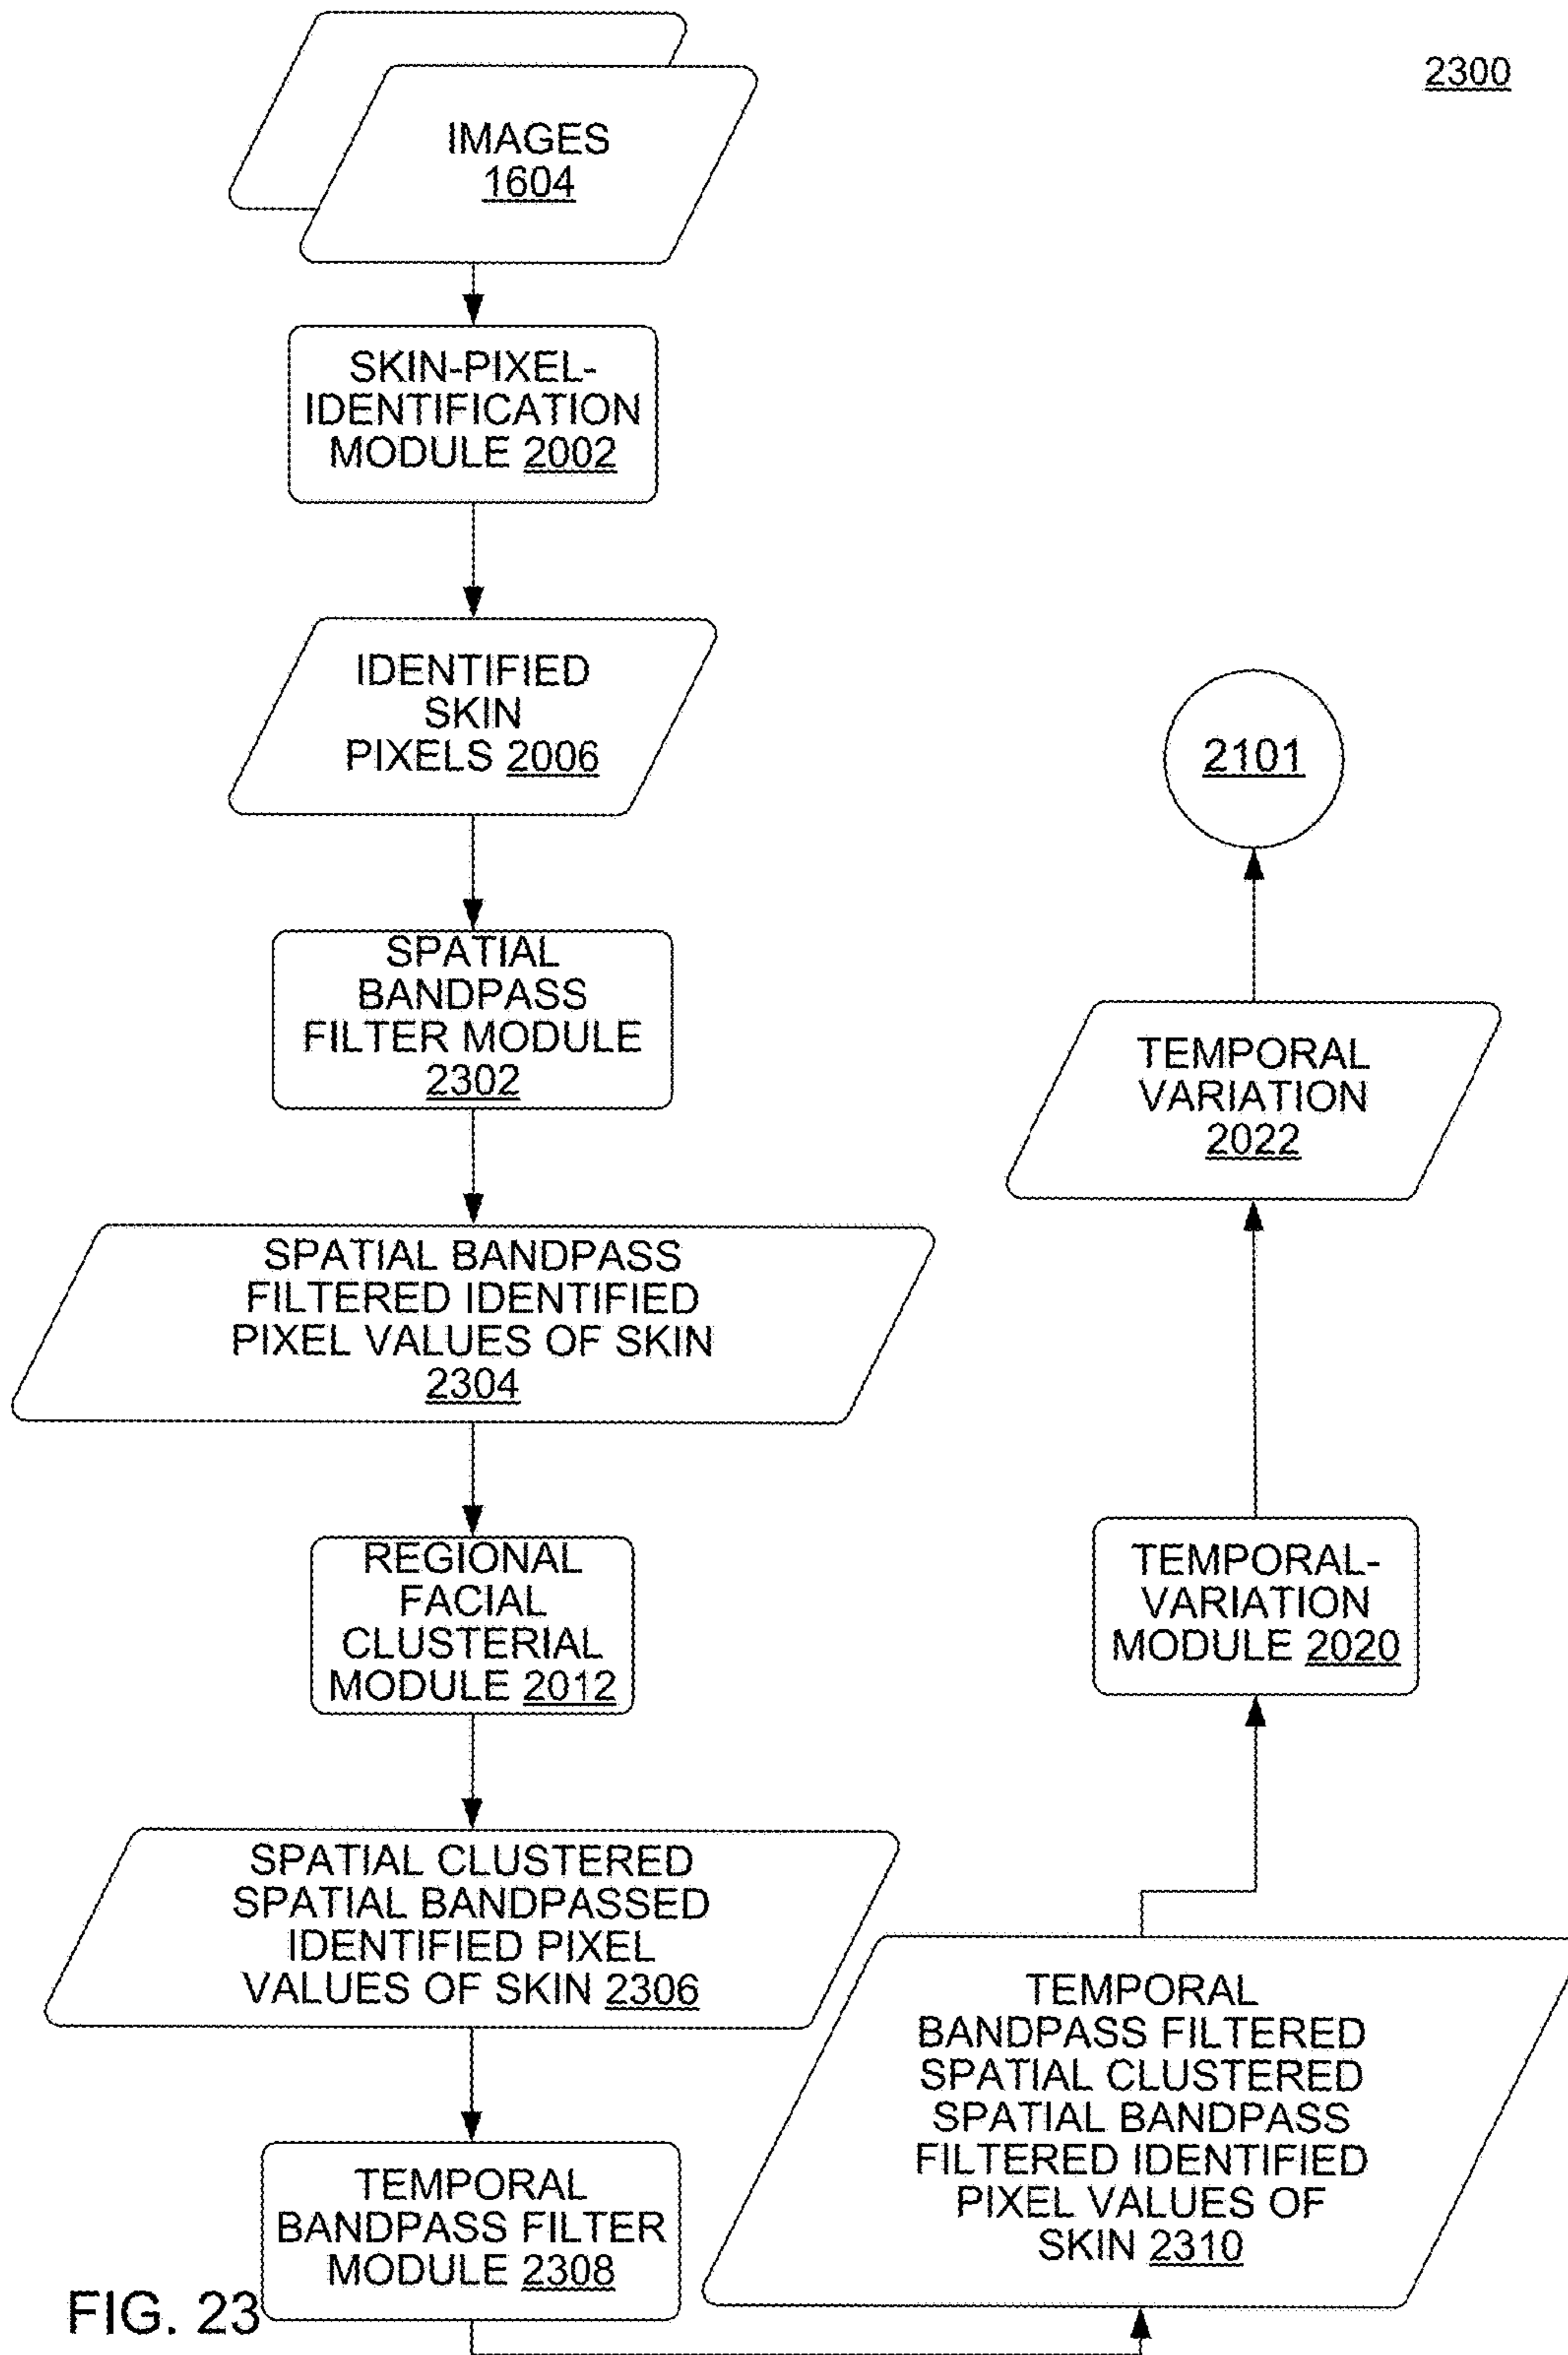 2300
IMAGES
1604
SKIN-PIXEL-
IDENTIFICATION
MODULE 2002
IDENTIFIED
SKIN
PIXELS 2006
SPATIAL
BANDPASS
FILTER MODULE
2302
SPATIAL BANDPASS
FILTERED IDENTIFIED
PIXEL VALUES OF SKIN
2304
REGIONAL
FACIAL
CLUSTERIAL
MODULE 2012
SPATIAL CLUSTERED
SPATIAL BANDPASSED
IDENTIFIED PIXEL
VALUES OF SKIN 2306
TEMPORAL
BANDPASS FILTER
MODULE 2308
TEMPORAL
BANDPASS FILTERED
SPATIAL CLUSTERED
SPATIAL BANDPASS
FILTERED IDENTIFIED
PIXEL VALUES OF
SKIN 2310
TEMPORAL-
VARIATION
MODULE 2020
TEMPORAL
VARIATION
2022
2101
FIG. 23